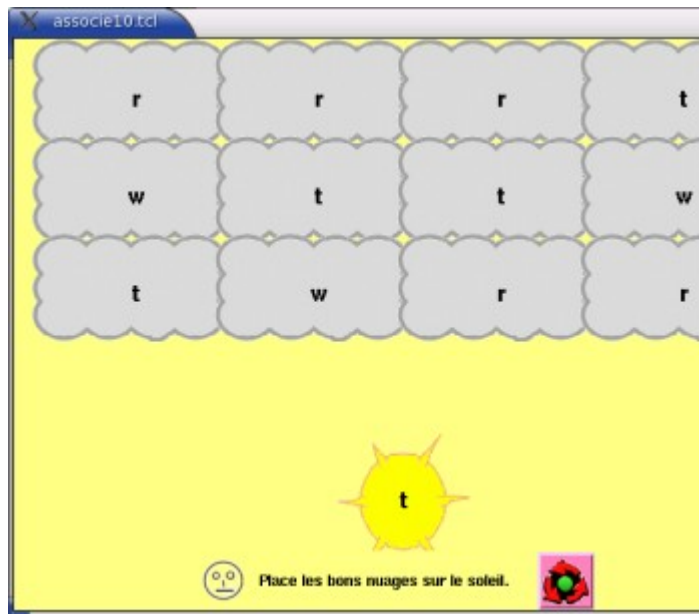 associe10.tcl
r r r t
w t t w
t w r r
t
Place les bons nuages sur le soleil.